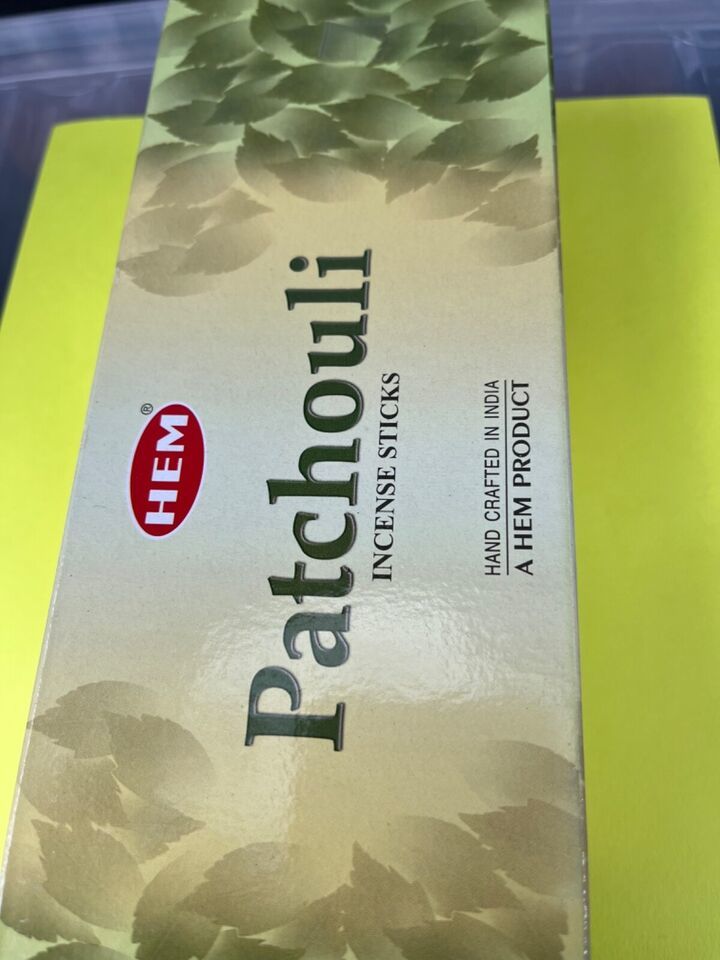 HEM®
Patchouli
INCENSE STICKS
HAND CRAFTED IN INDIA
A HEM PRODUCT